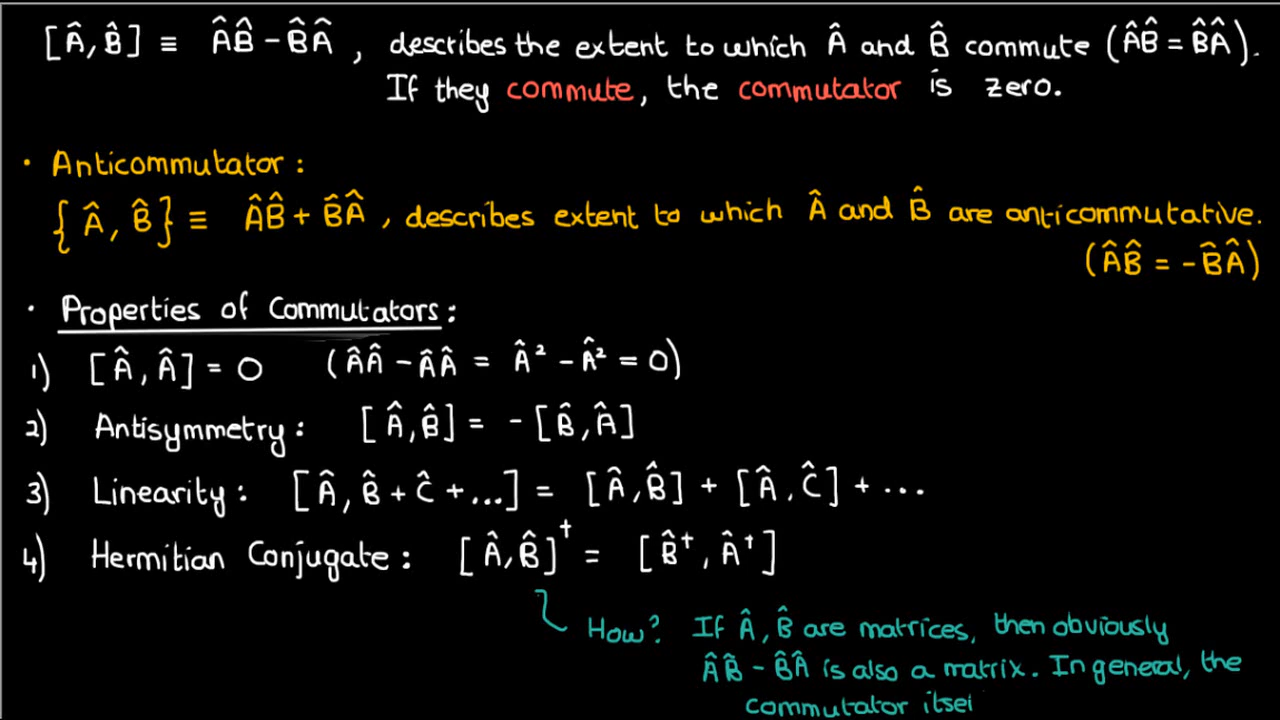 [Â, B̂] ≡ ÂB̂ - B̂Â, describes the extent to which Â and B̂ commute (ÂB̂ = B̂Â).
If they commute, the commutator is zero.
· Anticommutator:
{Â, B̂} ≡ ÂB̂ + B̂Â, describes extent to which Â and B̂ are anticommutative.
(ÂB̂ = -B̂Â)
· Properties of Commutators:
1) [Â, Â] = 0 (ÂÂ - ÂÂ = Â² - Â² = 0)
2) Antisymmetry: [Â, B̂] = -[B̂, Â]
3) Linearity: [Â, B̂ + Ĉ + ...] = [Â, B̂] + [Â, Ĉ] + ...
4) Hermitian Conjugate: [Â, B̂]† = [B̂†, Â†]
How? If Â, B̂ are matrices, then obviously
ÂB̂ - B̂Â is also a matrix. In general, the
commutator